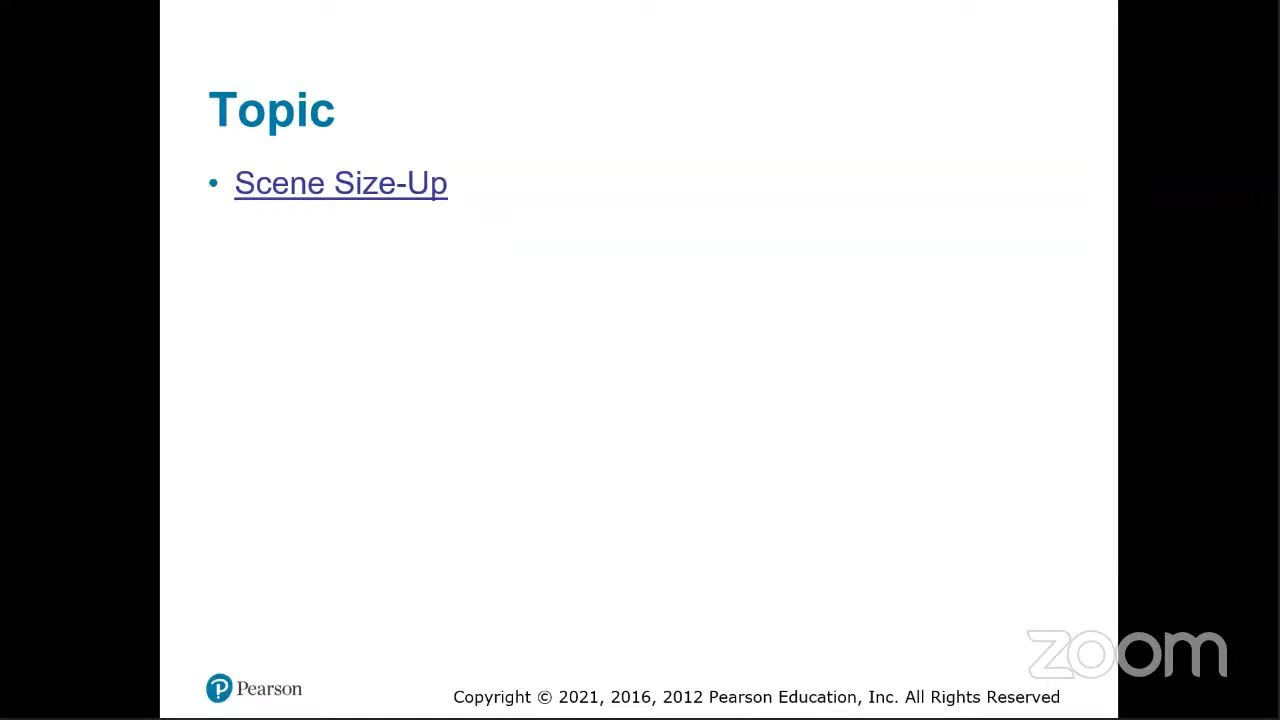 Topic
• Scene Size-Up
Pearson
Copyright © 2021, 2016, 2012 Pearson Education, Inc. All Rights Reserved
zoom